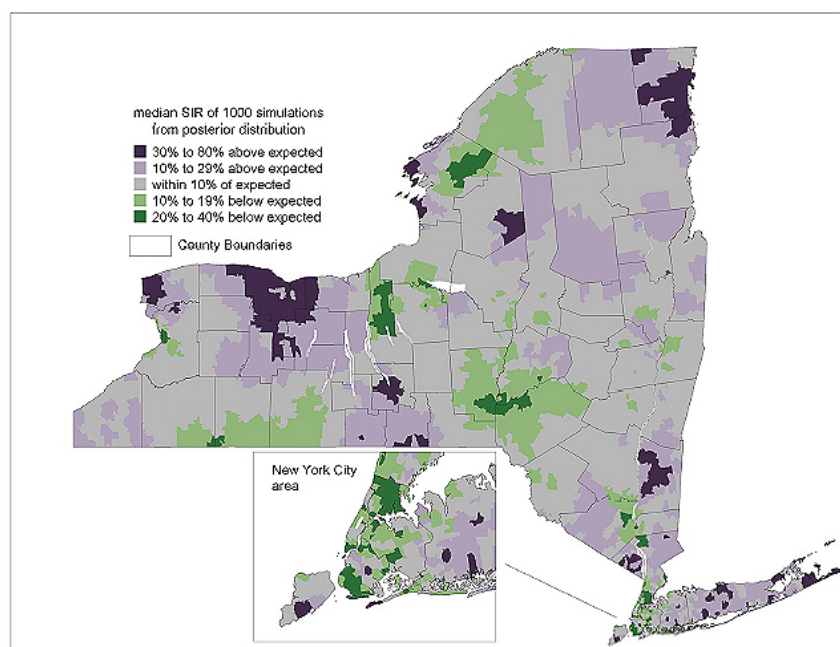 median SIR of 1000 simulations
from posterior distribution
30% to 80% above expected
10% to 29% above expected
within 10% of expected
10% to 19% below expected
20% to 40% below expected
County Boundaries
New York City
area